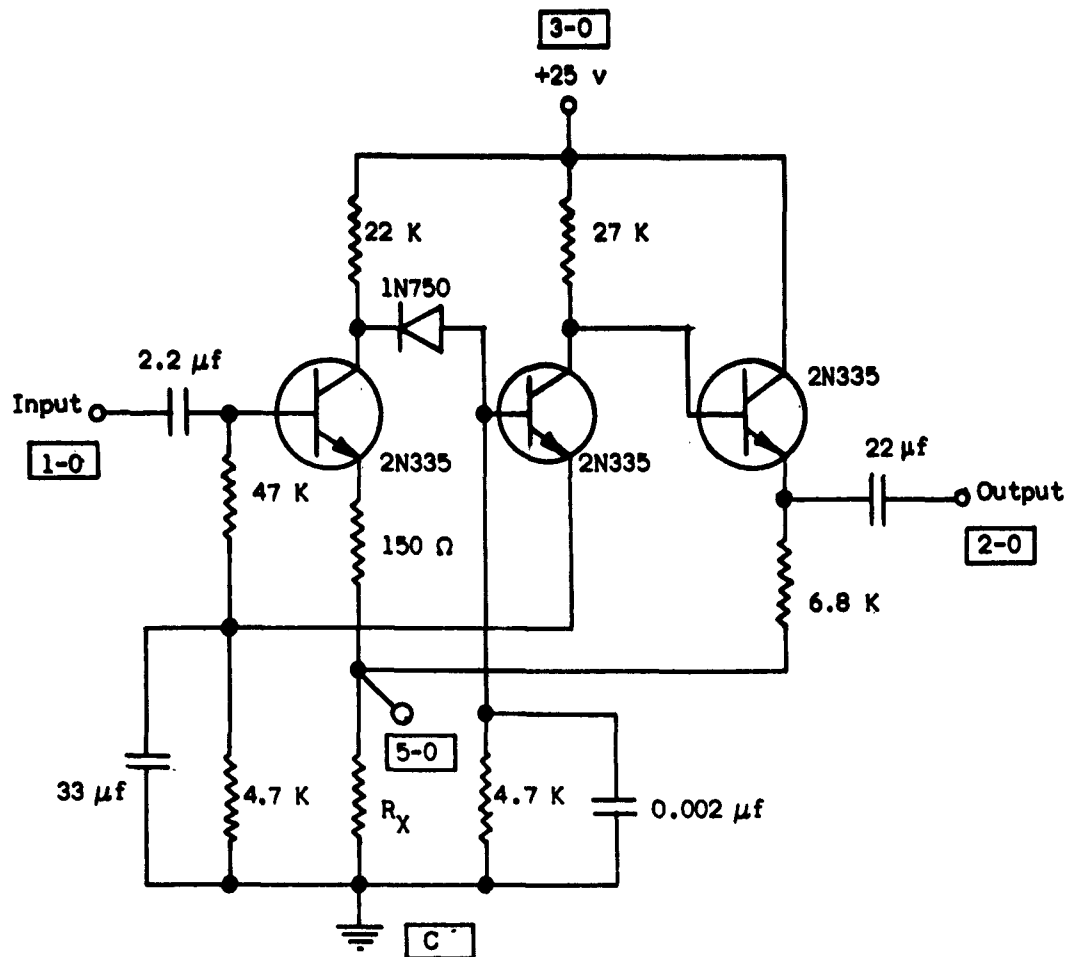 3-0
+25 v
22 K
27 K
1N750
2.2 μf
2N335
Input
1-0
2N335
2N335
22 μf
Output
2-0
47 K
150 Ω
6.8 K
5-0
33 μf
4.7 K
RX
4.7 K
0.002 μf
C